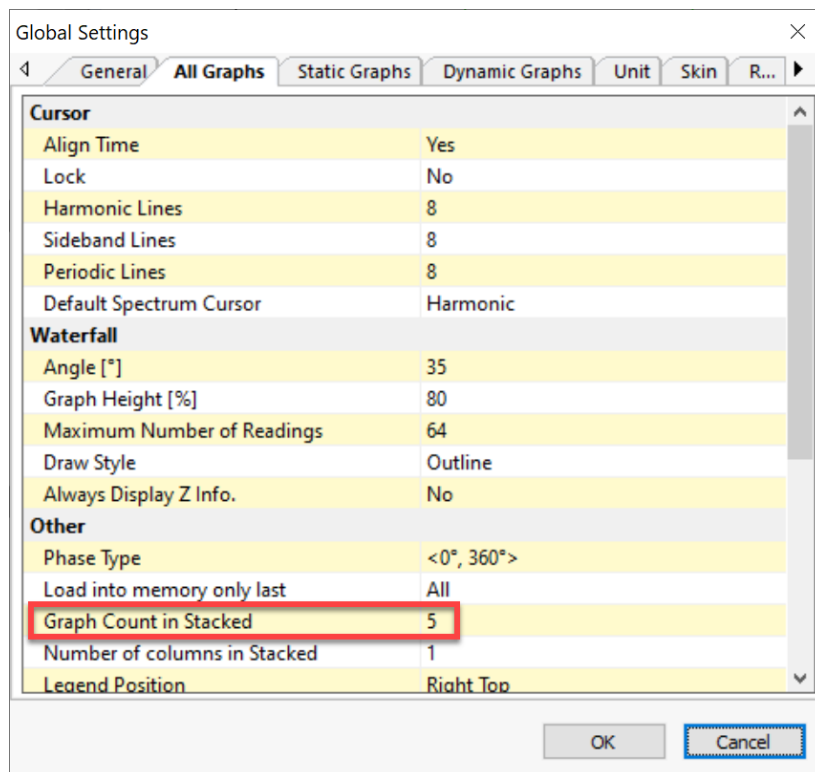 Global Settings
General All Graphs Static Graphs Dynamic Graphs Unit Skin R...
Cursor
Align Time Yes
Lock No
Harmonic Lines 8
Sideband Lines 8
Periodic Lines 8
Default Spectrum Cursor Harmonic
Waterfall
Angle [°] 35
Graph Height [%] 80
Maximum Number of Readings 64
Draw Style Outline
Always Display Z Info. No
Other
Phase Type <0°, 360°>
Load into memory only last All
Graph Count in Stacked 5
Number of columns in Stacked 1
Legend Position Right Top
OK Cancel